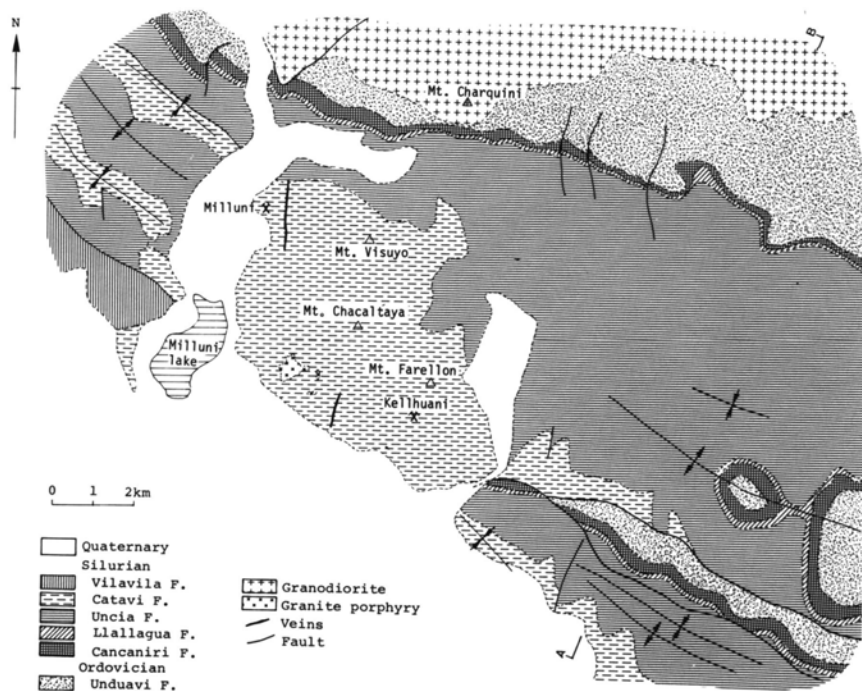 N
B
Mt. Charquini
Milluni
Mt. Visuyo
Mt. Chacaltaya
Milluni
lake
Mt. Farellon
Kellhuani
0 1 2km
A
Quaternary
Silurian
Vilavila F.
Catavi F.
Uncia F.
Llallagua F.
Cancaniri F.
Ordovician
Unduavi F.
Granodiorite
Granite porphyry
Veins
Fault